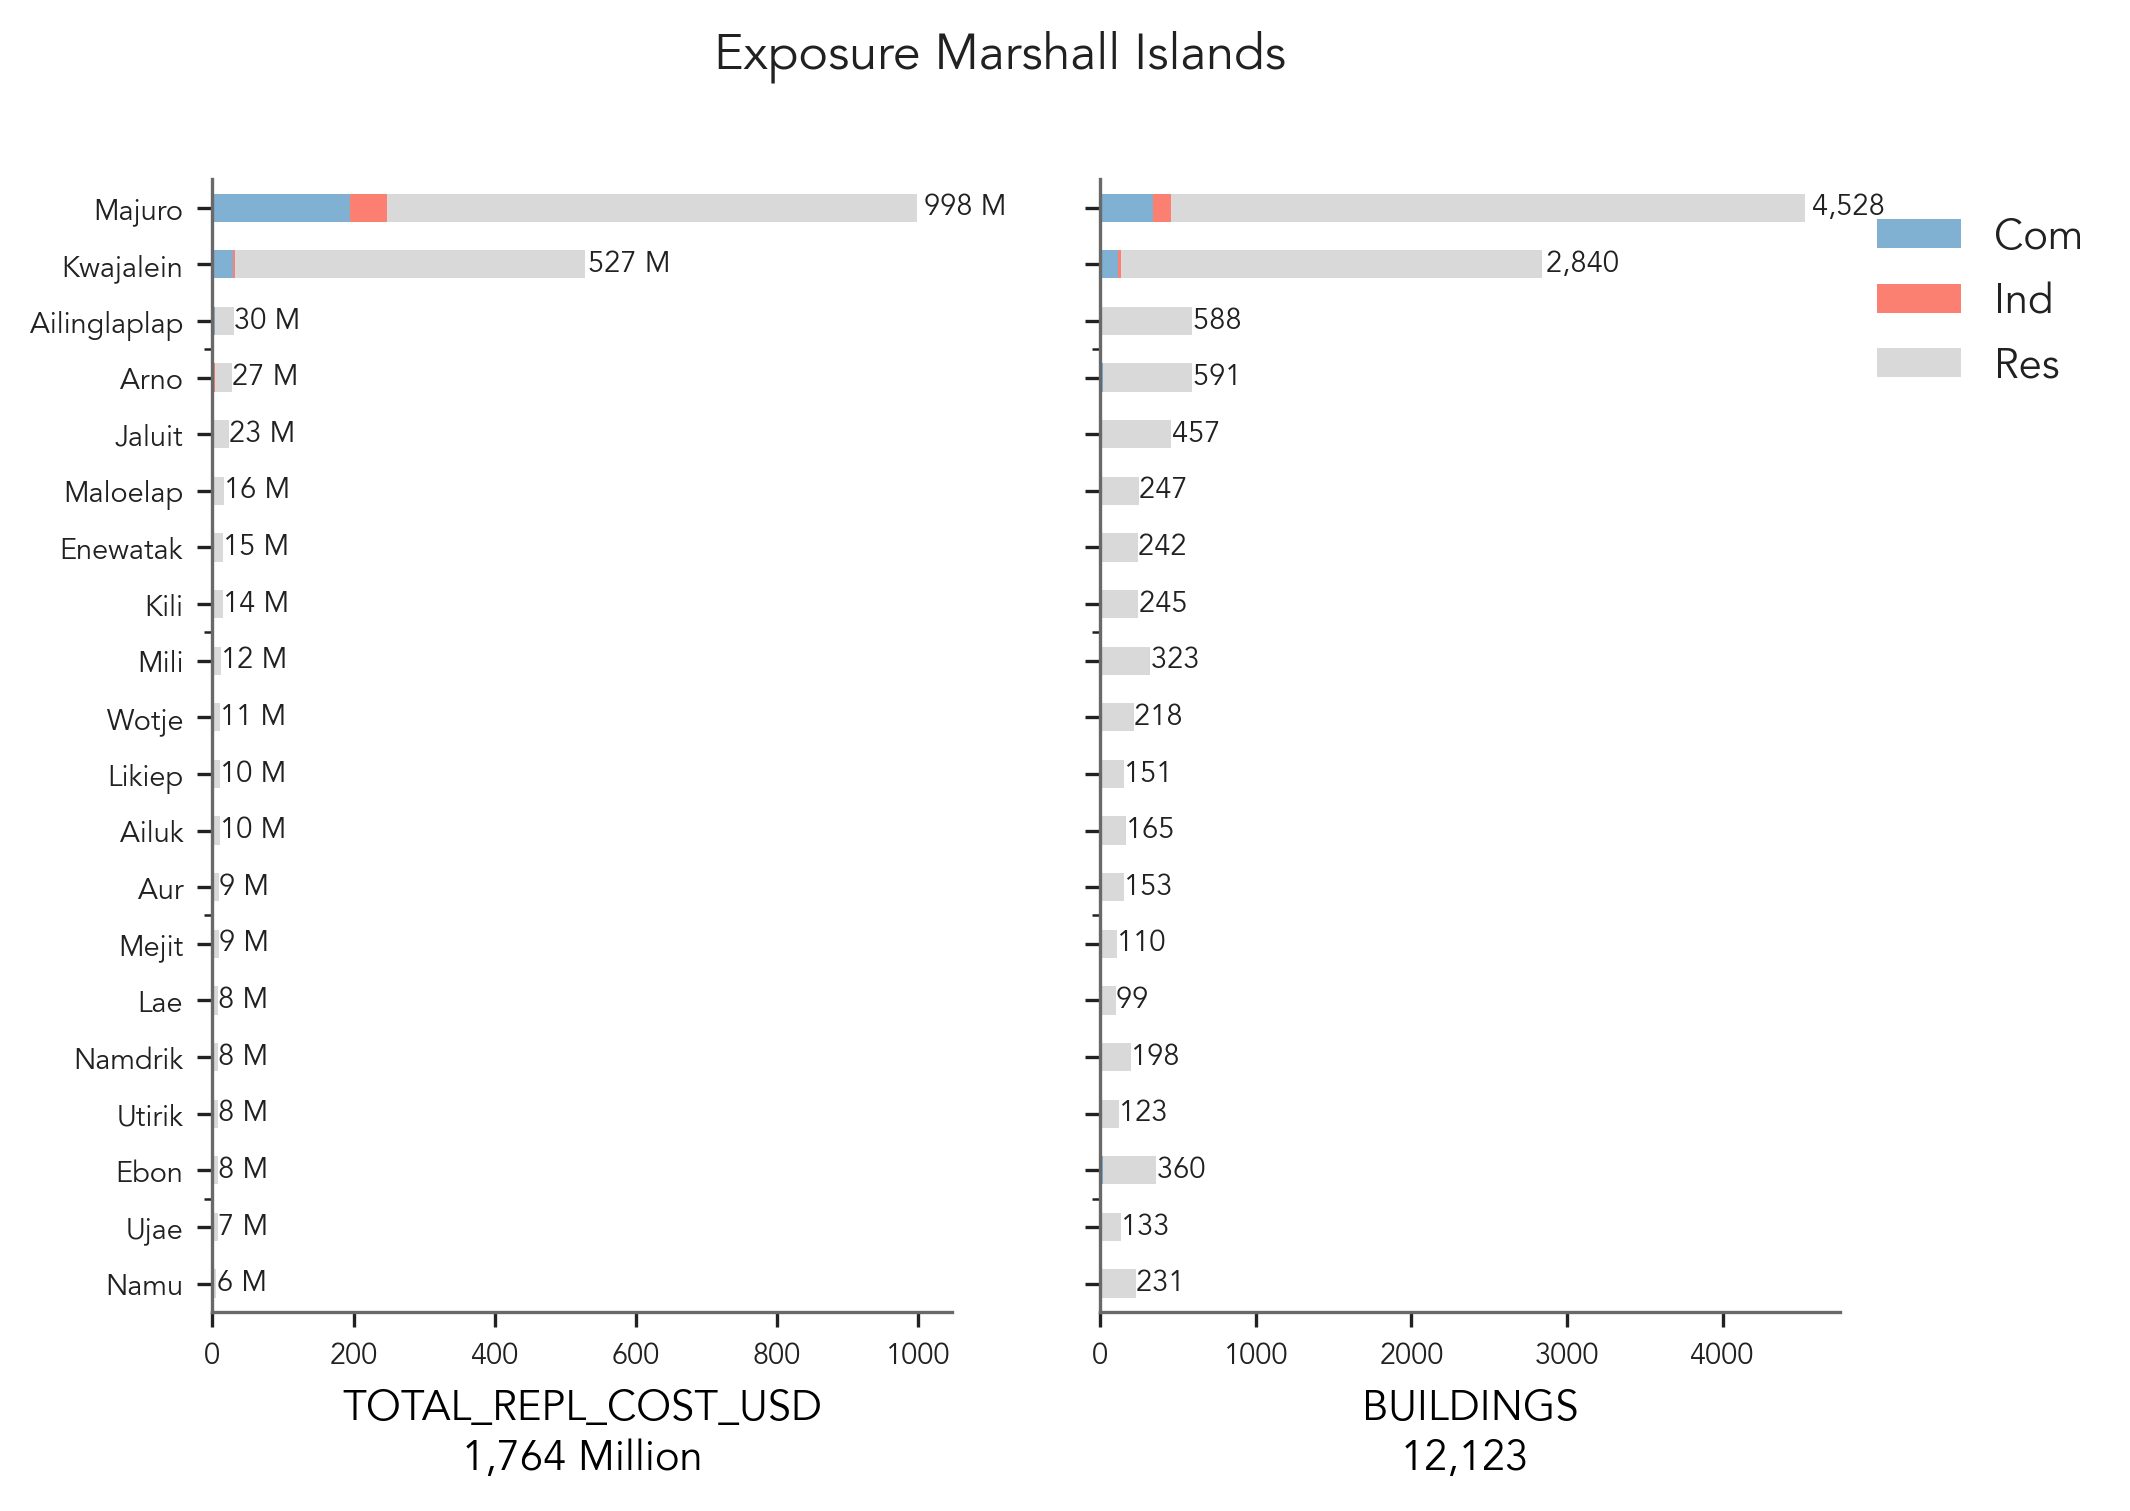 Exposure Marshall Islands
Majuro 998 M 4,528
Kwajalein 527 M 2,840
Ailinglaplap 30 M 588
Arno 27 M 591
Jaluit 23 M 457
Maloelap 16 M 247
Enewatak 15 M 242
Kili 14 M 245
Mili 12 M 323
Wotje 11 M 218
Likiep 10 M 151
Ailuk 10 M 165
Aur 9 M 153
Mejit 9 M 110
Lae 8 M 99
Namdrik 8 M 198
Utirik 8 M 123
Ebon 8 M 360
Ujae 7 M 133
Namu 6 M 231
0 200 400 600 800 1000
TOTAL_REPL_COST_USD
1,764 Million
0 1000 2000 3000 4000
BUILDINGS
12,123
Com
Ind
Res